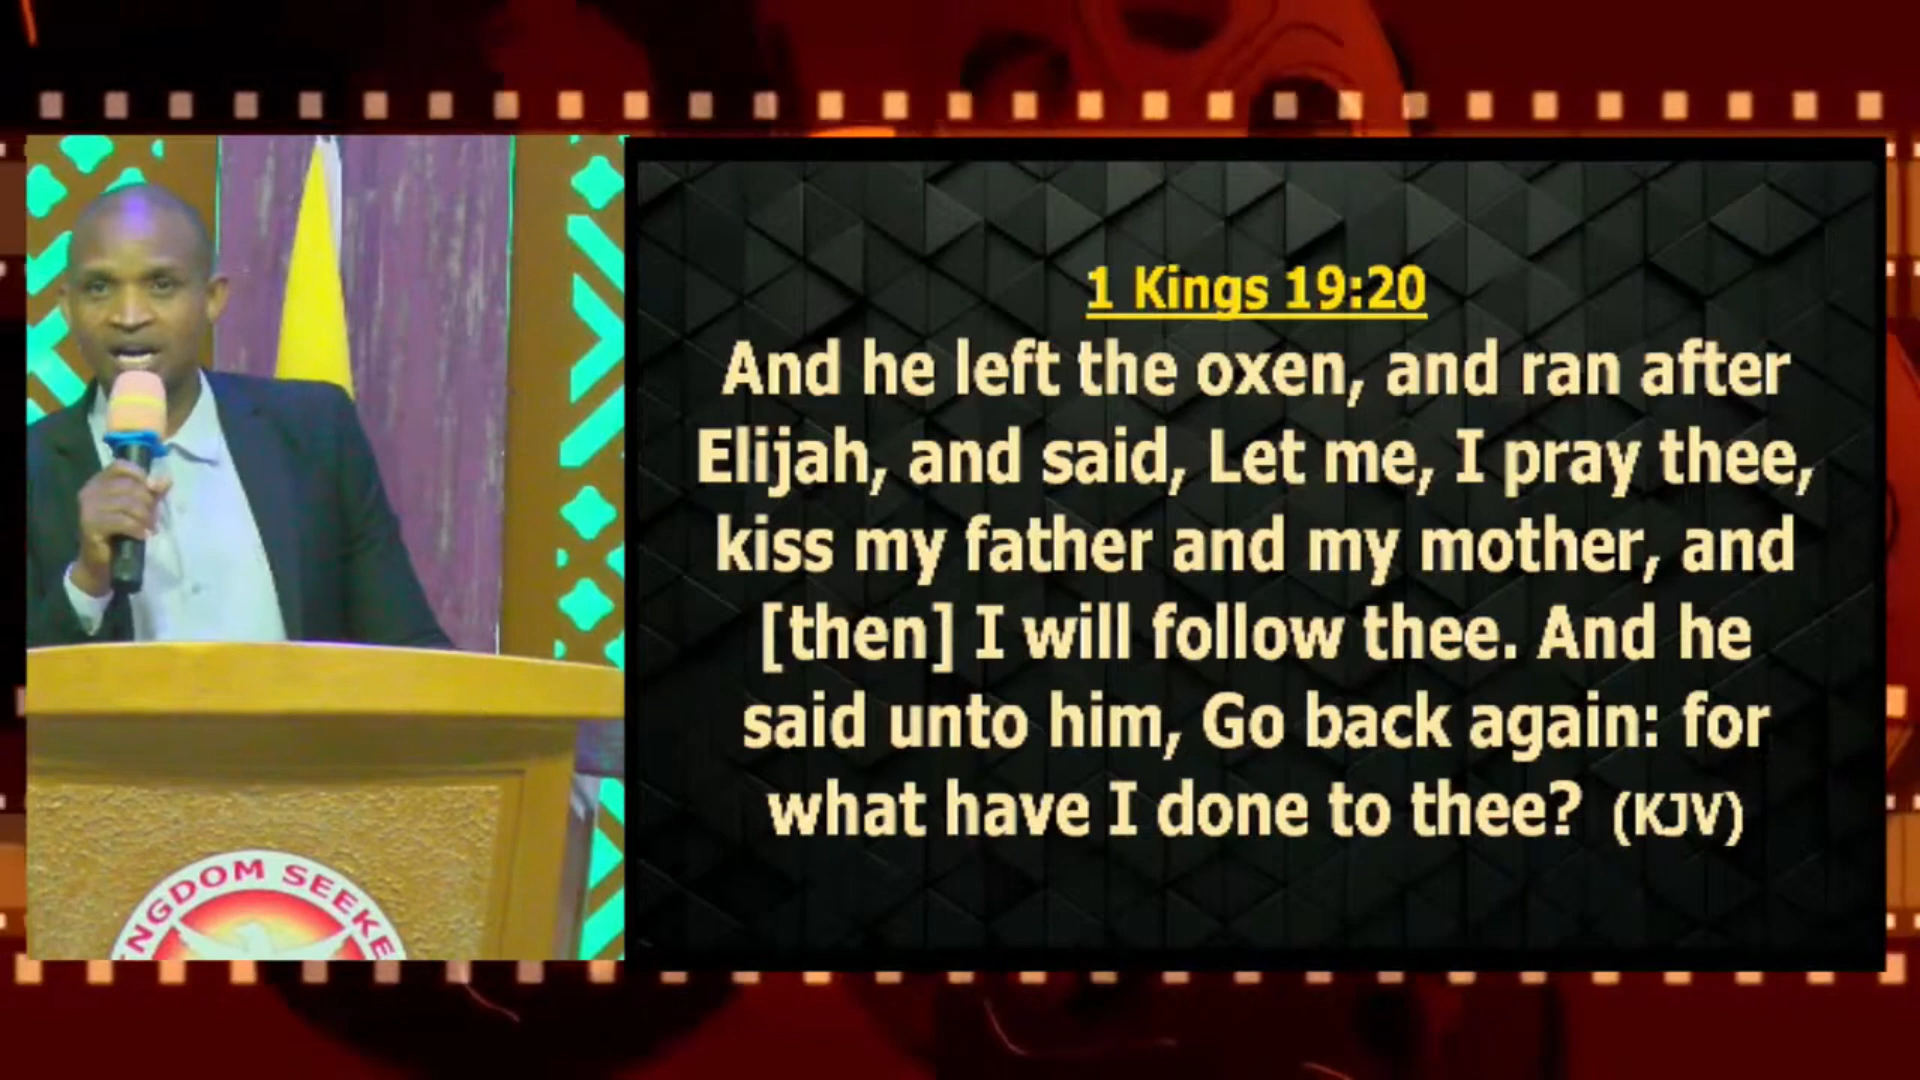 1 Kings 19:20
And he left the oxen, and ran after
Elijah, and said, Let me, I pray thee,
kiss my father and my mother, and
[then] I will follow thee. And he
said unto him, Go back again: for
what have I done to thee? (KJV)
NGDOM SEEKE